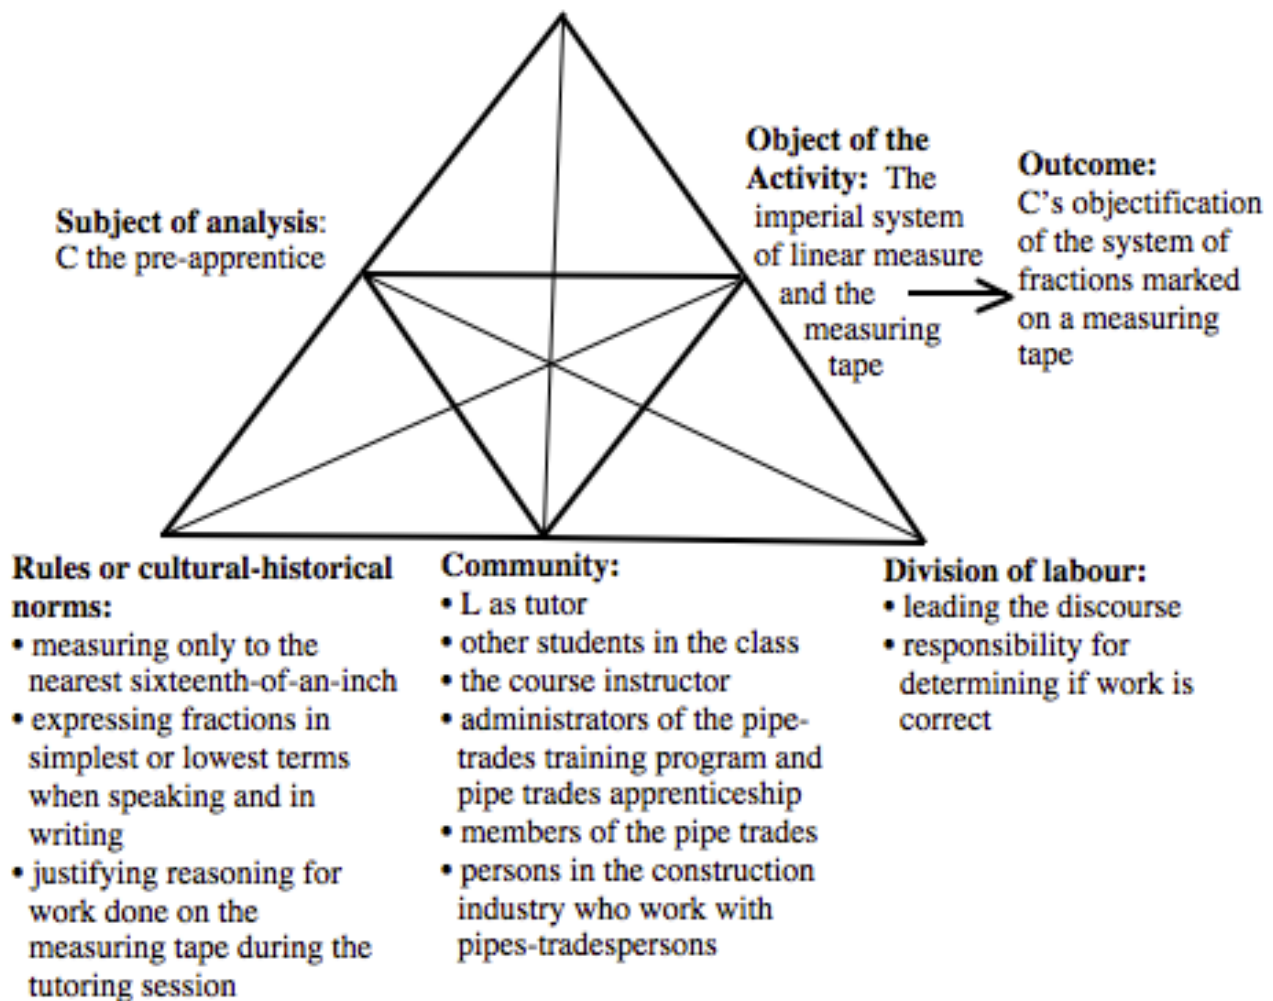 Subject of analysis:
C the pre-apprentice
Object of the
Activity: The
imperial system
of linear measure
and the
measuring
tape
Outcome:
C's objectification
of the system of
fractions marked
on a measuring
tape
Rules or cultural-historical
norms:
• measuring only to the
nearest sixteenth-of-an-inch
• expressing fractions in
simplest or lowest terms
when speaking and in
writing
• justifying reasoning for
work done on the
measuring tape during the
tutoring session
Community:
• L as tutor
• other students in the class
• the course instructor
• administrators of the pipe-
trades training program and
pipe trades apprenticeship
• members of the pipe trades
• persons in the construction
industry who work with
pipes-tradespersons
Division of labour:
• leading the discourse
• responsibility for
determining if work is
correct